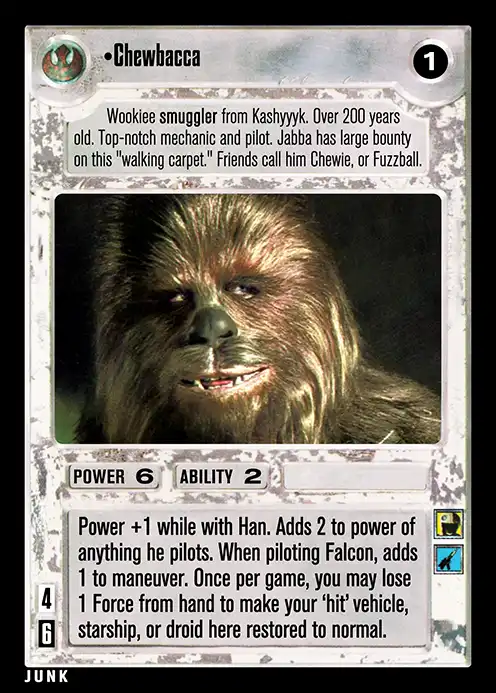 •Chewbacca
1
Wookiee smuggler from Kashyyyk. Over 200 years
old. Top-notch mechanic and pilot. Jabba has large bounty
on this "walking carpet." Friends call him Chewie, or Fuzzball.
POWER 6 ABILITY 2
Power +1 while with Han. Adds 2 to power of
anything he pilots. When piloting Falcon, adds
1 to maneuver. Once per game, you may lose
1 Force from hand to make your ‘hit’ vehicle,
starship, or droid here restored to normal.
4
6
JUNK